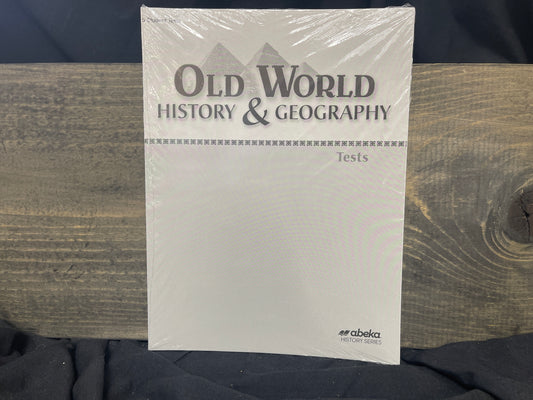 OLD WORLD
HISTORY & GEOGRAPHY
Tests
abeka
HISTORY SERIES